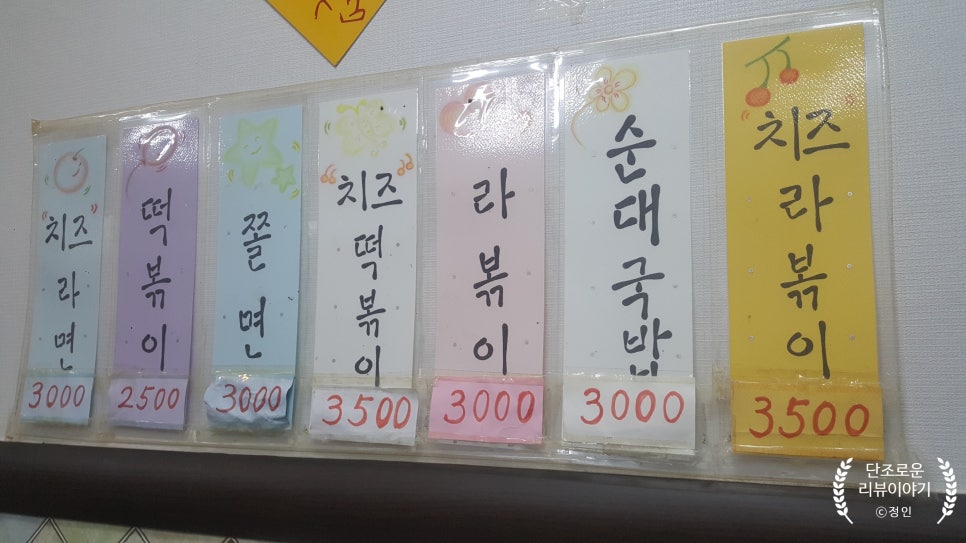 치즈라면
3000
떡볶이
2500
쫄면
3000
"치즈떡볶이
3500
라볶이
3000
순대국밥
3000
치즈라볶이
3500
단조로운
리뷰이야기
©정인